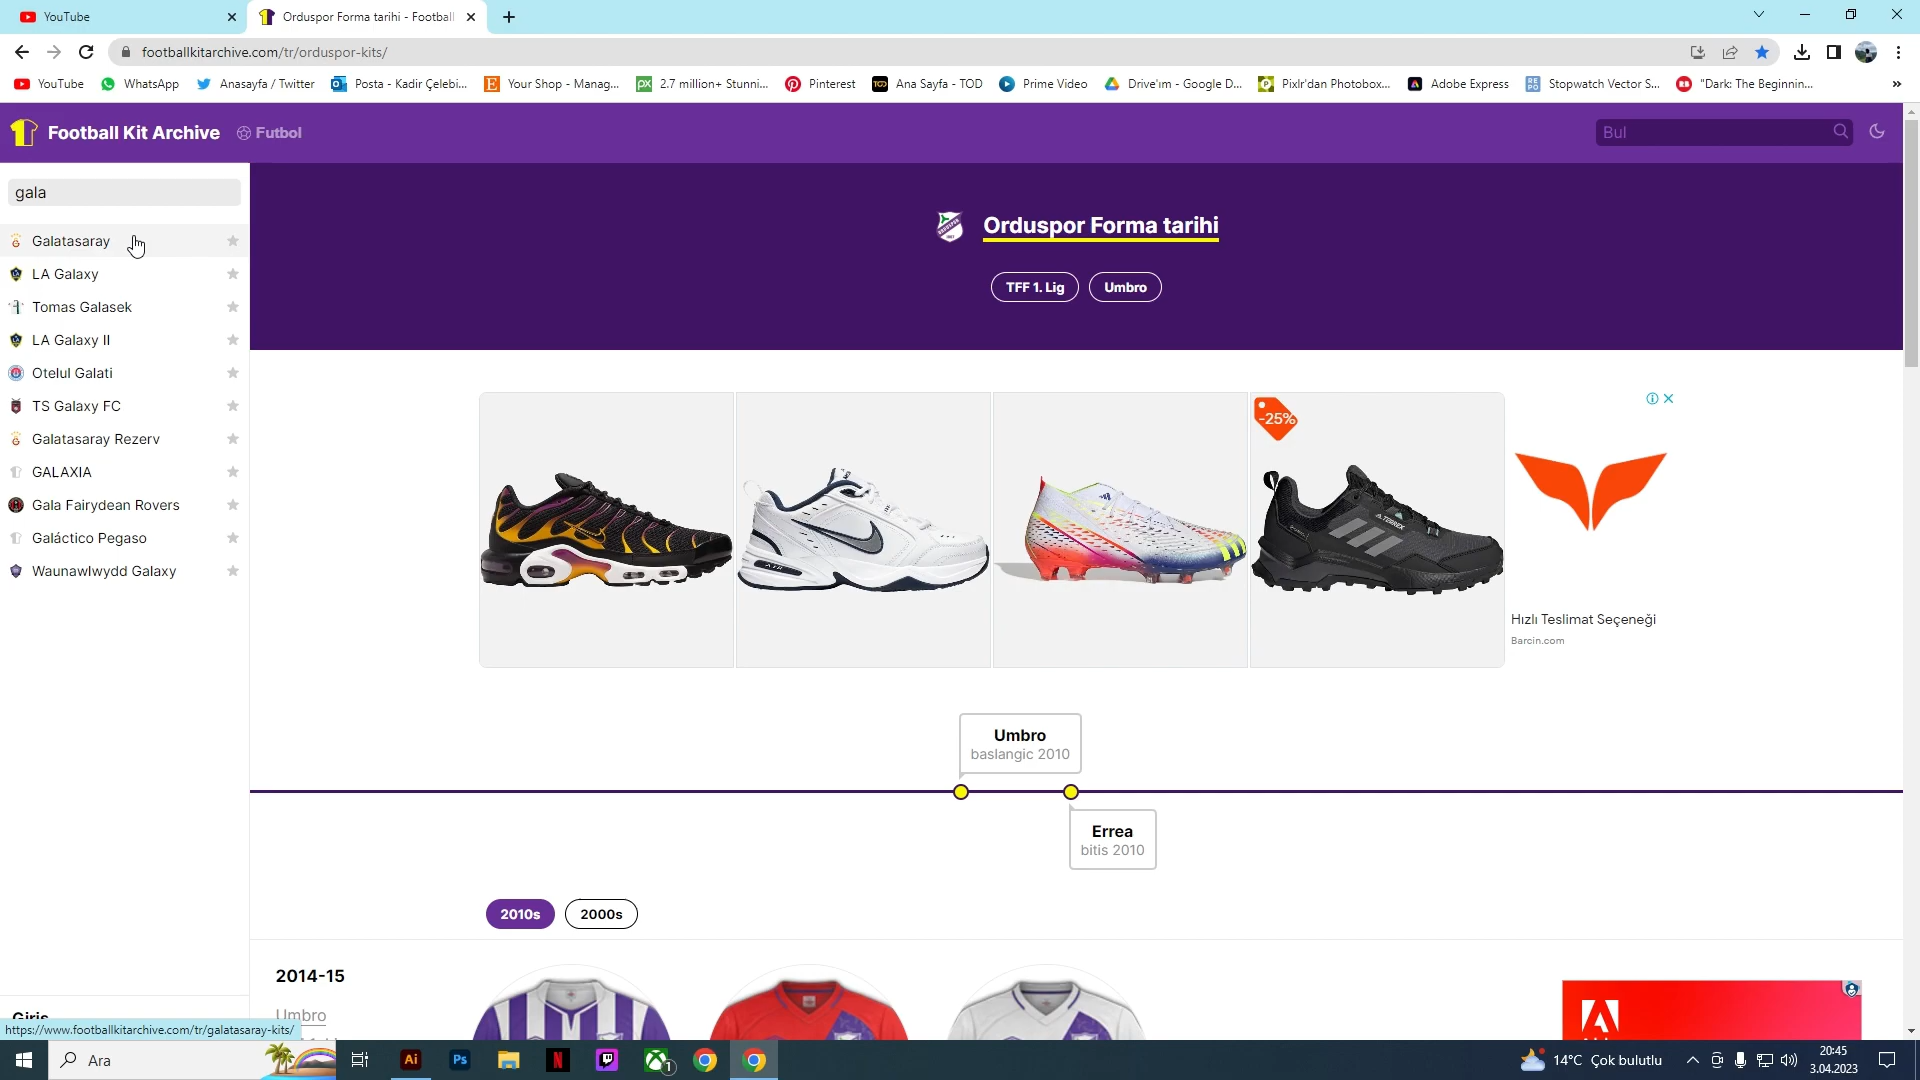 YouTube
Orduspor Forma tarihi - Football
footballkitarchive.com/tr/orduspor-kits/
YouTube
WhatsApp
Anasayfa / Twitter
Posta - Kadir Çelebi...
Your Shop - Manag...
2.7 million+ Stunni...
Pinterest
Ana Sayfa - TOD
Prime Video
Drive'ım - Google D...
Pixlr'dan Photobox...
Adobe Express
Stopwatch Vector S...
"Dark: The Beginnin...
Football Kit Archive
Futbol
Bul
gala
Galatasaray
LA Galaxy
Tomas Galasek
LA Galaxy II
Otelul Galati
TS Galaxy FC
Galatasaray Rezerv
GALAXIA
Gala Fairydean Rovers
Galáctico Pegaso
Waunawlwydd Galaxy
Orduspor Forma tarihi
TFF 1. Lig
Umbro
-25%
Hızlı Teslimat Seçeneği
Barcin.com
Umbro
baslangic 2010
Errea
bitis 2010
2010s
2000s
2014-15
Umbro
Giriş
https://www.footballkitarchive.com/tr/galatasaray-kits/
Ara
14°C Çok bulutlu
20:45
3.04.2023